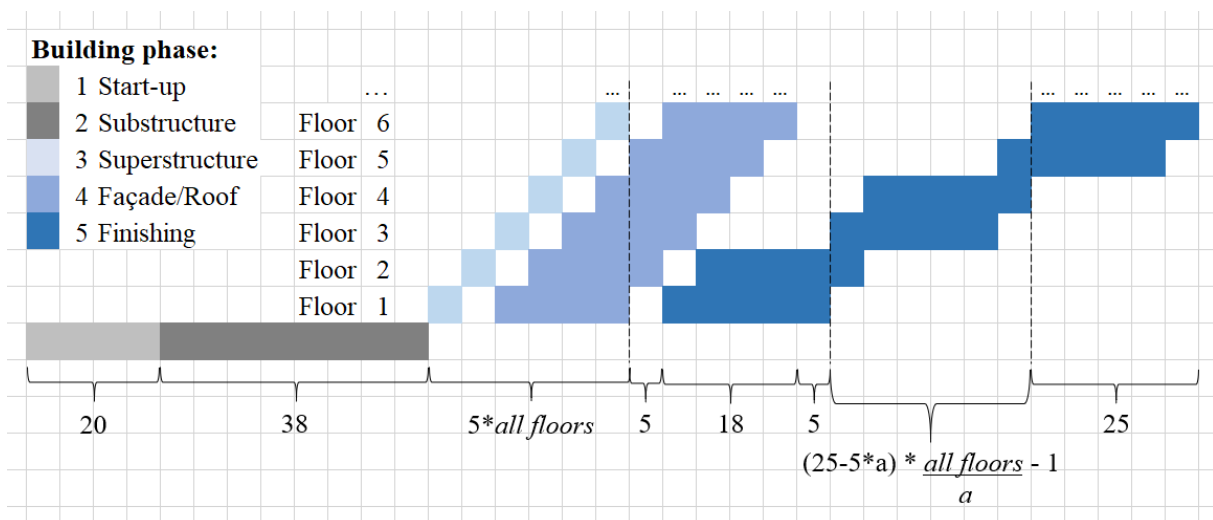 Building phase:
1 Start-up
2 Substructure
3 Superstructure
4 Façade/Roof
5 Finishing
...
Floor 6
Floor 5
Floor 4
Floor 3
Floor 2
Floor 1
... ... ... ... ... ... ... ... ... ...
20 38 5*all floors 5 18 5 25
(25-5*a) * all floors - 1
a